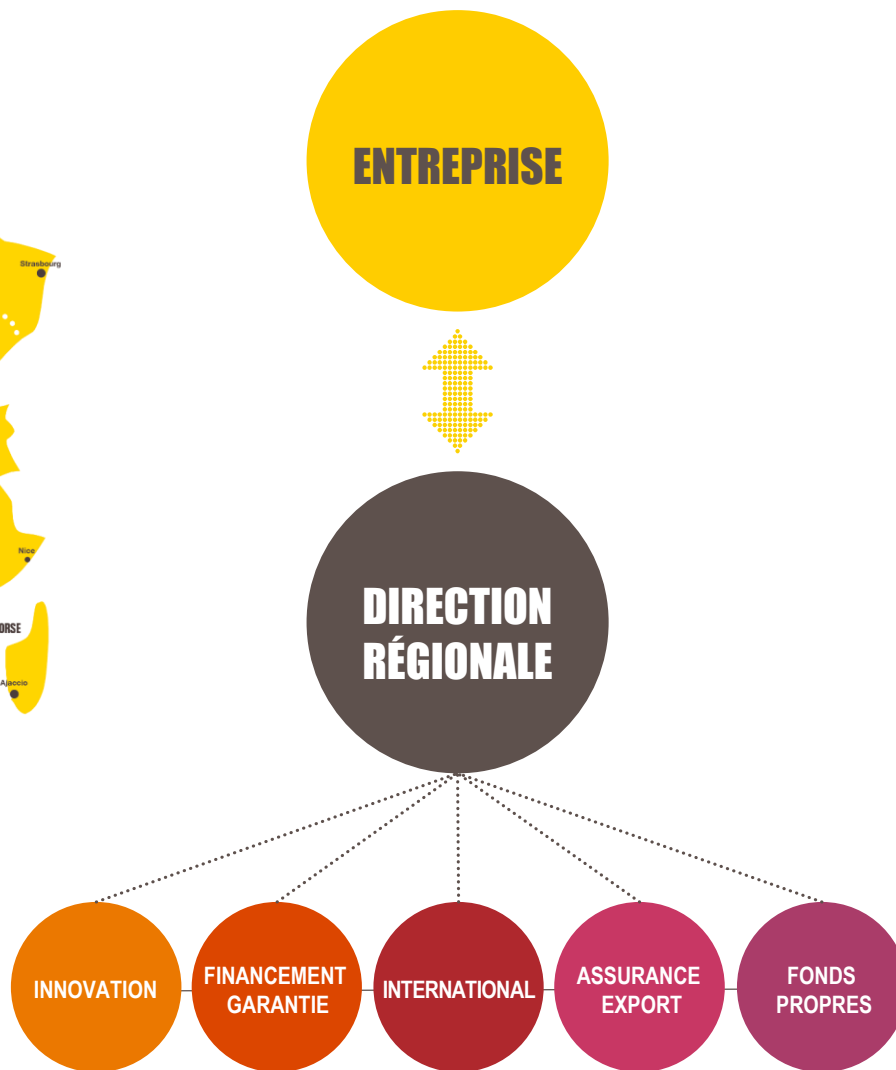 ENTREPRISE
Strasbourg
Nice
ORSE
Ajaccio
DIRECTION
RÉGIONALE
INNOVATION
FINANCEMENT
GARANTIE
INTERNATIONAL
ASSURANCE
EXPORT
FONDS
PROPRES